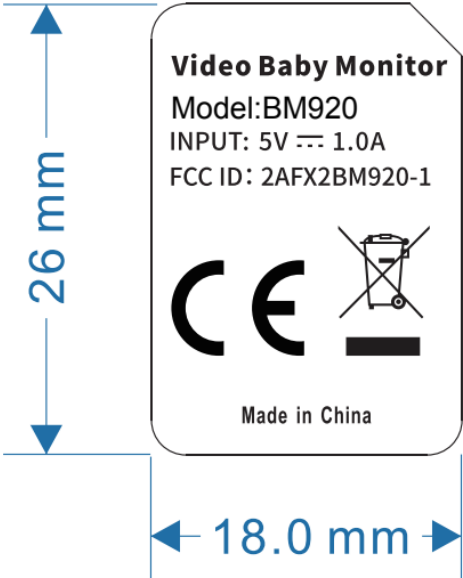 Video Baby Monitor
Model:BM920
INPUT: 5V ⎓ 1.0A
FCC ID: 2AFX2BM920-1
CE
Made in China
26 mm
18.0 mm